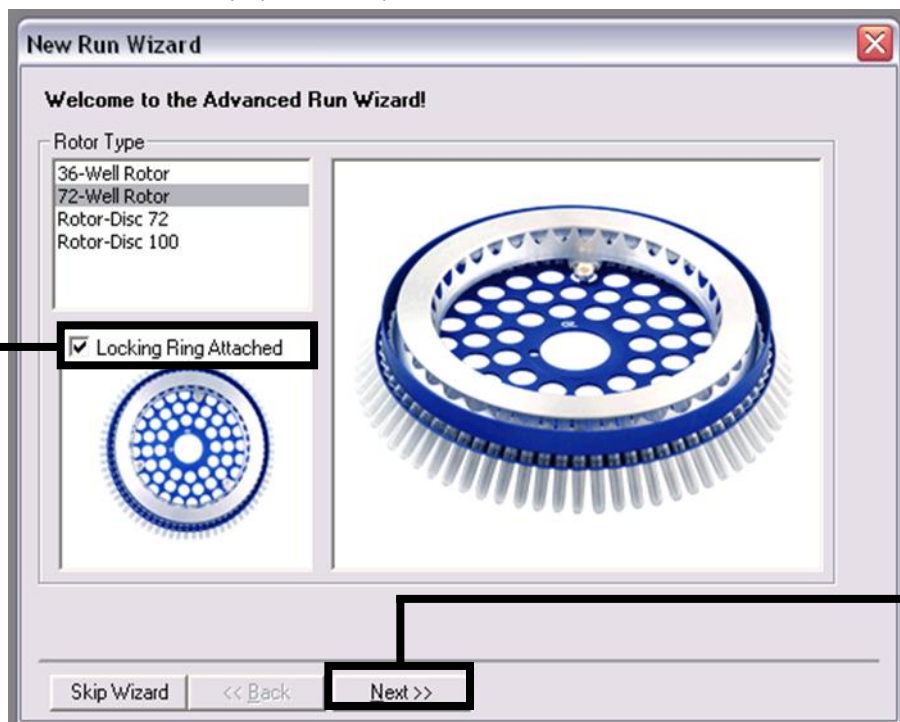 New Run Wizard
Welcome to the Advanced Run Wizard!
Rotor Type
36-Well Rotor
72-Well Rotor
Rotor-Disc 72
Rotor-Disc 100
Locking Ring Attached
Skip Wizard
<< Back
Next >>